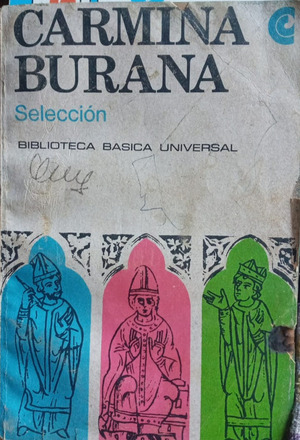 CARMINA
BURANA
Selección
BIBLIOTECA BASICA UNIVERSAL